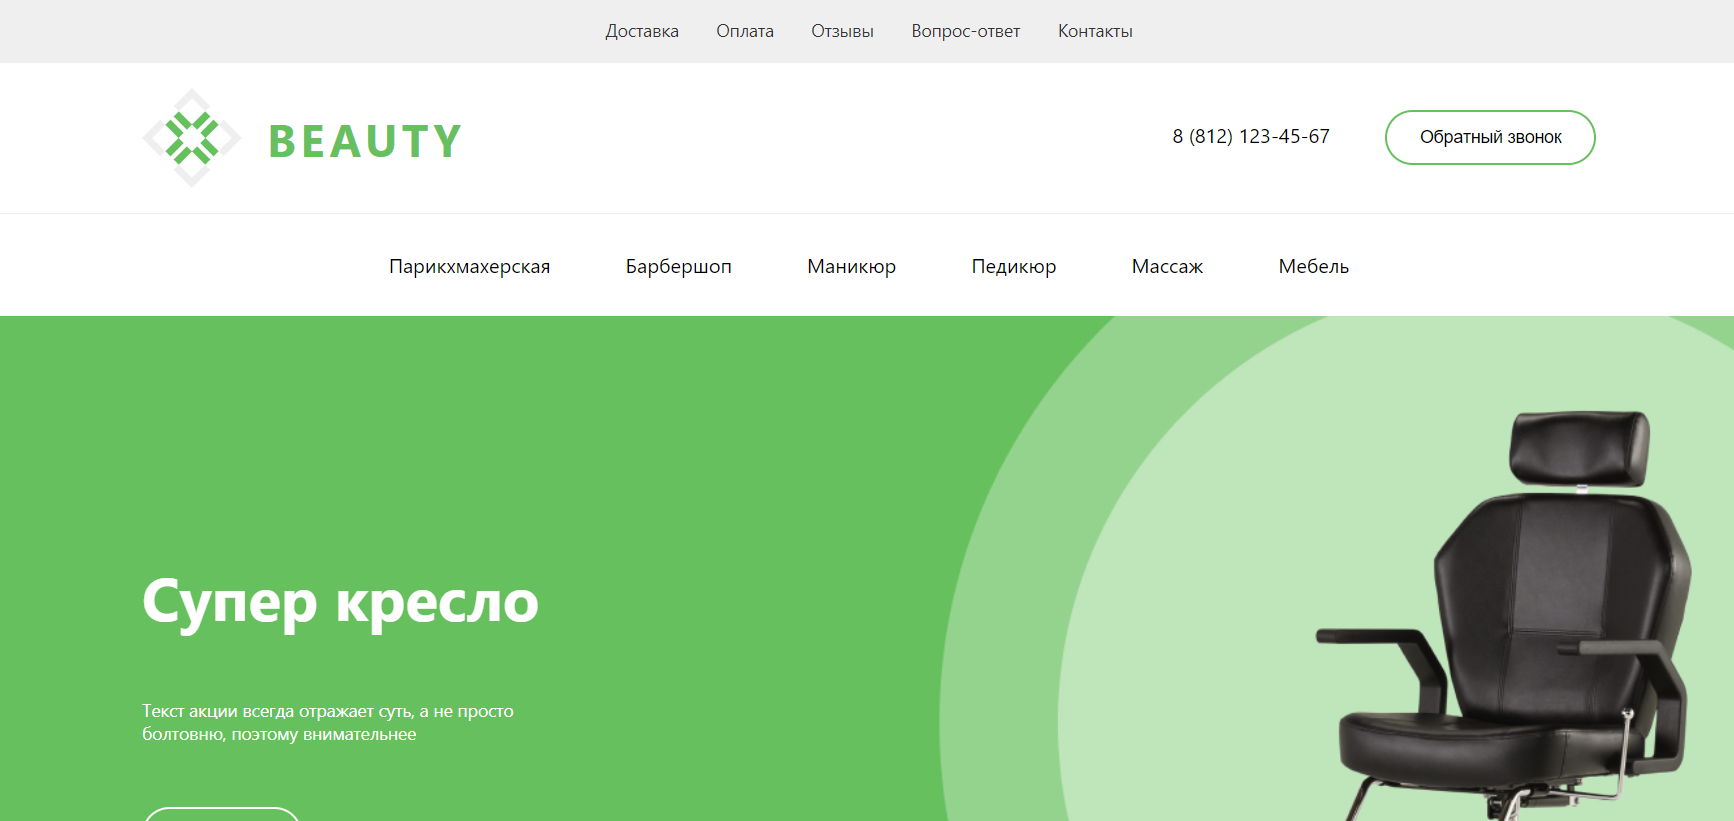 Доставка Оплата Отзывы Вопрос-ответ Контакты
BEAUTY
8 (812) 123-45-67
Обратный звонок
Парикхмахерская Барбершоп Маникюр Педикюр Массаж Мебель
Супер кресло
Текст акции всегда отражает суть, а не просто
болтовню, поэтому внимательнее